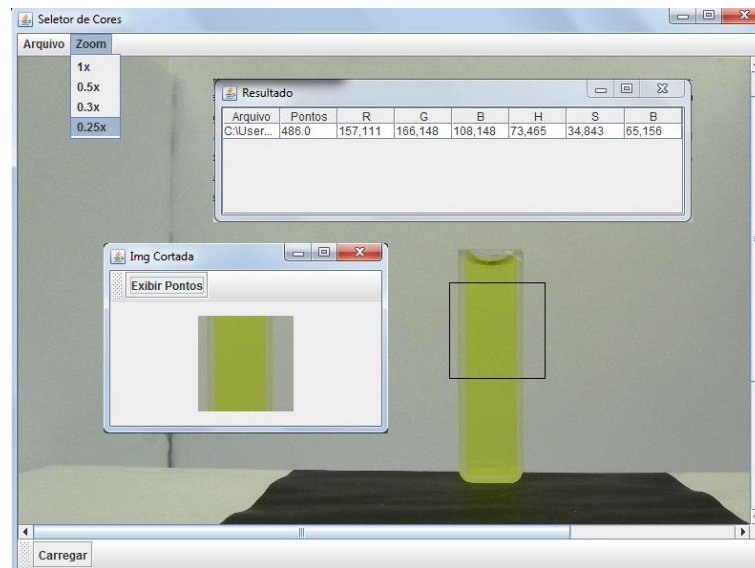 Seletor de Cores
Arquivo Zoom
1x
0.5x
0.3x
0.25x
Resultado
Arquivo Pontos R G B H S B
C:\User... 486.0 157,111 166,148 108,148 73,465 34,843 65,156
Img Cortada
Exibir Pontos
Carregar